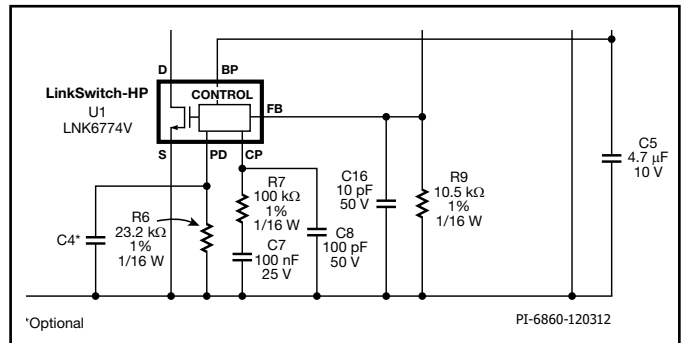 D
BP
LinkSwitch-HP
U1
LNK6774V
CONTROL
FB
S
PD
CP
C5
4.7 µF
10 V
C16
10 pF
50 V
R9
10.5 kΩ
1%
1/16 W
R7
100 kΩ
1%
1/16 W
R6
23.2 kΩ
1%
1/16 W
C4*
C8
100 pF
50 V
C7
100 nF
25 V
*Optional
PI-6860-120312